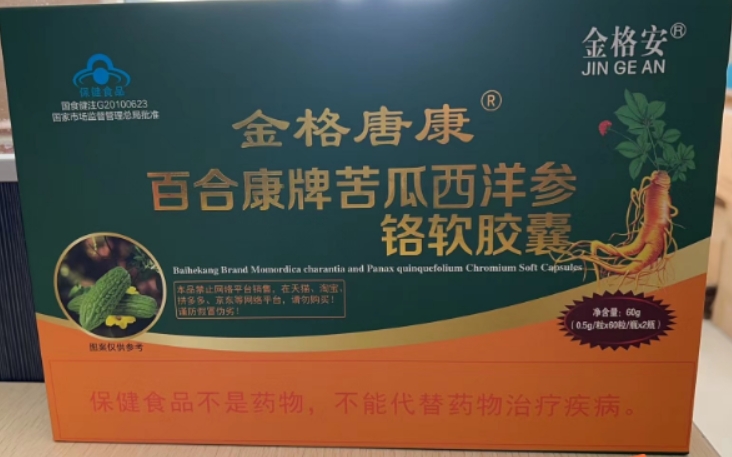 金格安®
JIN GE AN
保健食品
国食健注G20100623
国家市场监督管理总局批准
金格唐康®
百合康牌苦瓜西洋参
铬软胶囊
Baihekang Brand Momordica charantia and Panax quinquefolium Chromium Soft Capsules
本品禁止网络平台销售，在天猫、淘宝、
拼多多、京东等网络平台，请勿购买！
谨防假冒伪劣！
净含量：60g
（0.5g/粒x60粒/瓶x2瓶）
图案仅供参考
保健食品不是药物，不能代替药物治疗疾病。